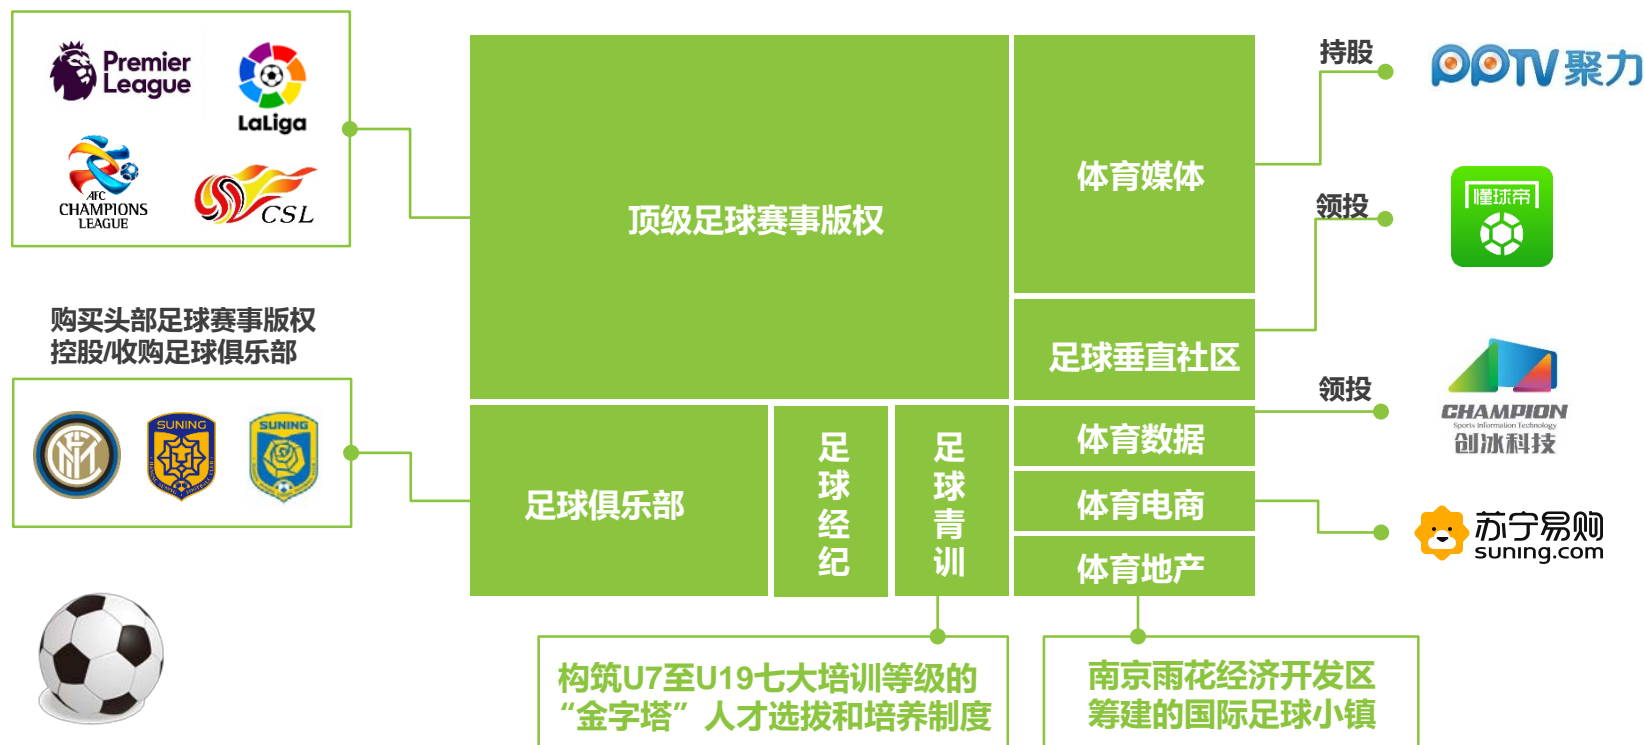 Premier
League
LaLiga
AFC
CHAMPIONS
LEAGUE
CSL
购买头部足球赛事版权
控股/收购足球俱乐部
SUNING
SUNING
顶级足球赛事版权
足球俱乐部
足球经纪
足球青训
体育媒体
足球垂直社区
体育数据
体育电商
体育地产
持股
PPTV聚力
领投
懂球帝
领投
CHAMPION
Sports Information Technology
创冰科技
苏宁易购
suning.com
构筑U7至U19七大培训等级的
“金字塔”人才选拔和培养制度
南京雨花经济开发区
筹建的国际足球小镇